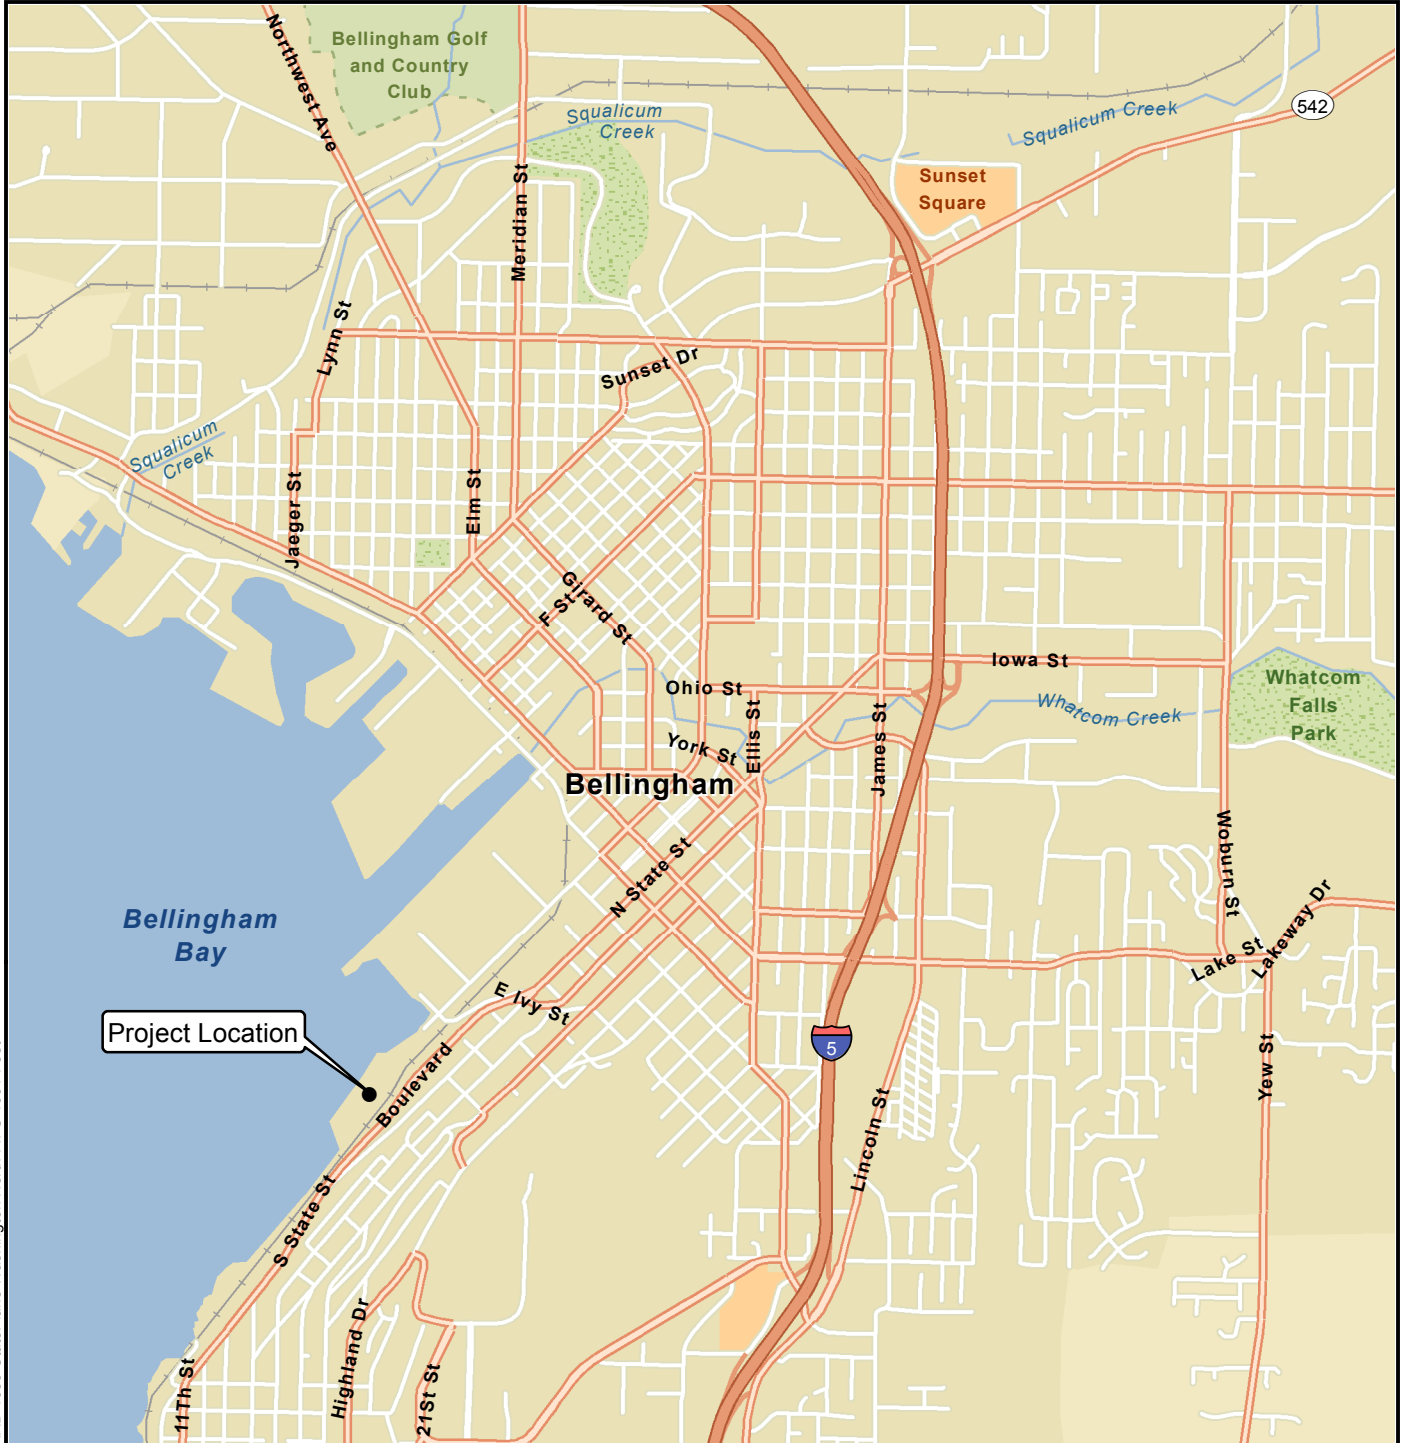 Northwest Ave
Bellingham Golf
and Country
Club
Squalicum
Creek
Squalicum Creek
542
Meridian St
Sunset
Square
Lynn St
Sunset Dr
Squalicum
Creek
Jaeger St
Elm St
Girard St
F St
Iowa St
Ohio St
Whatcom Creek
Whatcom
Falls
Park
Ellis St
York St
James St
Bellingham
N State St
Woburn St
Lakeway Dr
Bellingham
Bay
Lake St
E Ivy St
Project Location
5
Boulevard
Yew St
Lincoln St
S State St
Highland Dr
11Th St
21St St